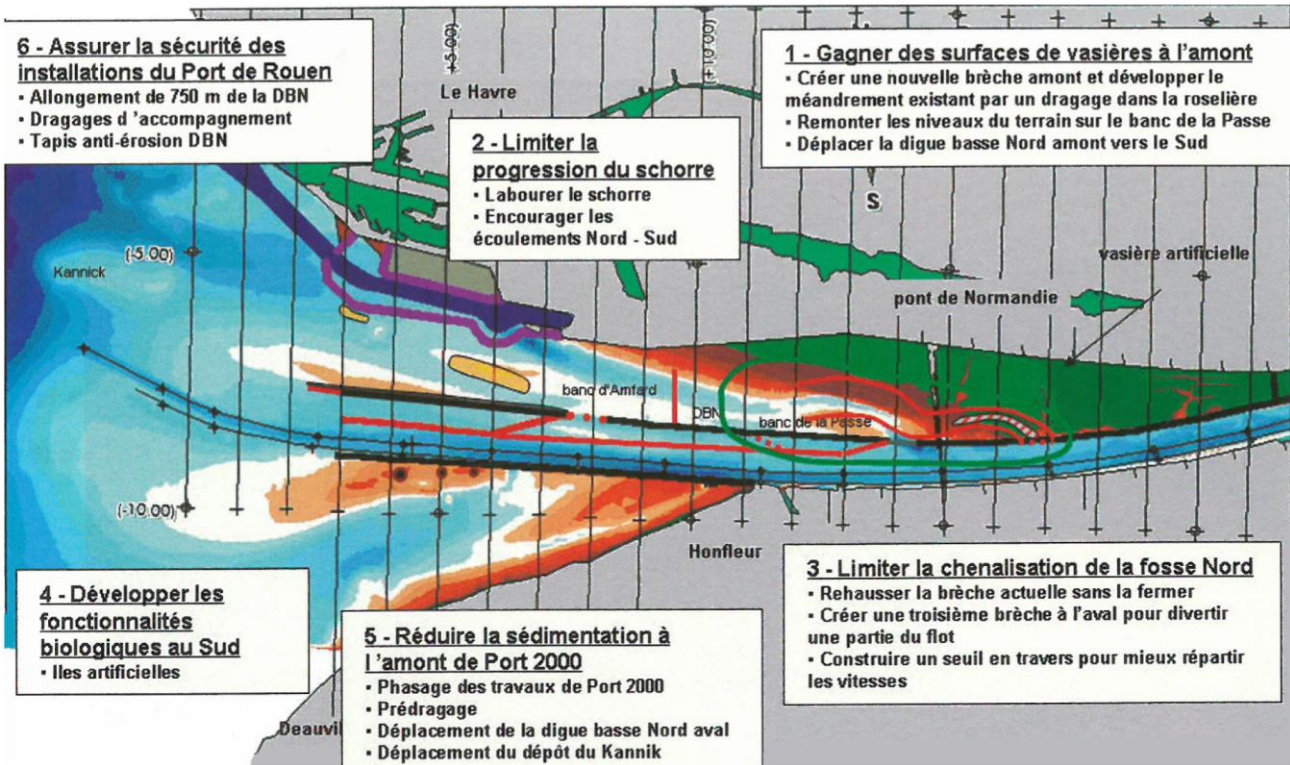 6 - Assurer la sécurité des
installations du Port de Rouen
▪ Allongement de 750 m de la DBN
▪ Dragages d 'accompagnement
▪ Tapis anti-érosion DBN
1 - Gagner des surfaces de vasières à l'amont
▪ Créer une nouvelle brèche amont et développer le
méandrement existant par un dragage dans la roselière
▪ Remonter les niveaux du terrain sur le banc de la Passe
▪ Déplacer la digue basse Nord amont vers le Sud
2 - Limiter la
progression du schorre
▪ Labourer le schorre
▪ Encourager les
écoulements Nord - Sud
(+5.00)
(+10.00)
Le Havre
S
(-5.00)
Kannick
vasière artificielle
pont de Normandie
banc d'Amfard
DBN
banc de la Passe
(-10.00)
Honfleur
4 - Développer les
fonctionnalités
biologiques au Sud
▪ Iles artificielles
5 - Réduire la sédimentation à
l 'amont de Port 2000
▪ Phasage des travaux de Port 2000
▪ Prédragage
▪ Déplacement de la digue basse Nord aval
▪ Déplacement du dépôt du Kannik
3 - Limiter la chenalisation de la fosse Nord
▪ Rehausser la brèche actuelle sans la fermer
▪ Créer une troisième brèche à l'aval pour divertir
une partie du flot
▪ Construire un seuil en travers pour mieux répartir
les vitesses
Deauvil